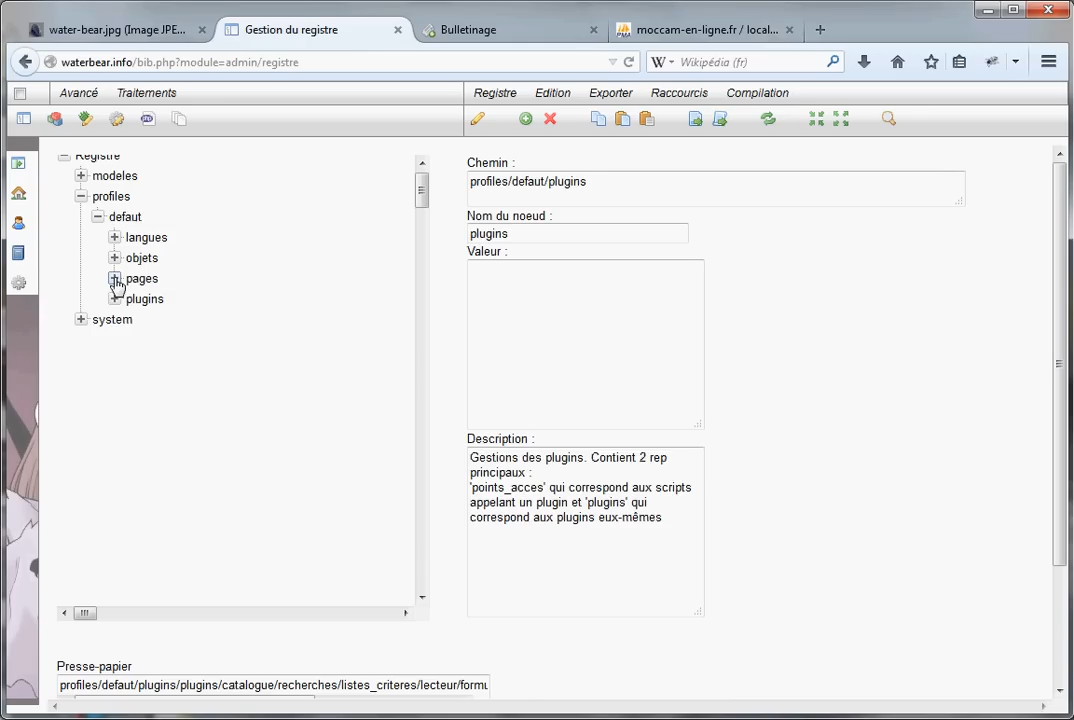 water-bear.jpg (Image JPE...
Gestion du registre
Bulletinage
moccam-en-ligne.fr / local...
waterbear.info/bib.php?module=admin/registre
W
Wikipédia (fr)
Avancé
Traitements
Registre
Edition
Exporter
Raccourcis
Compilation
Registre
modeles
profiles
defaut
langues
objets
pages
plugins
system
Chemin :
profiles/defaut/plugins
Nom du noeud :
plugins
Valeur :
Description :
Gestions des plugins. Contient 2 rep
principaux :
'points_acces' qui correspond aux scripts
appelant un plugin et 'plugins' qui
correspond aux plugins eux-mêmes
Presse-papier
profiles/defaut/plugins/plugins/catalogue/recherches/listes_criteres/lecteur/formu